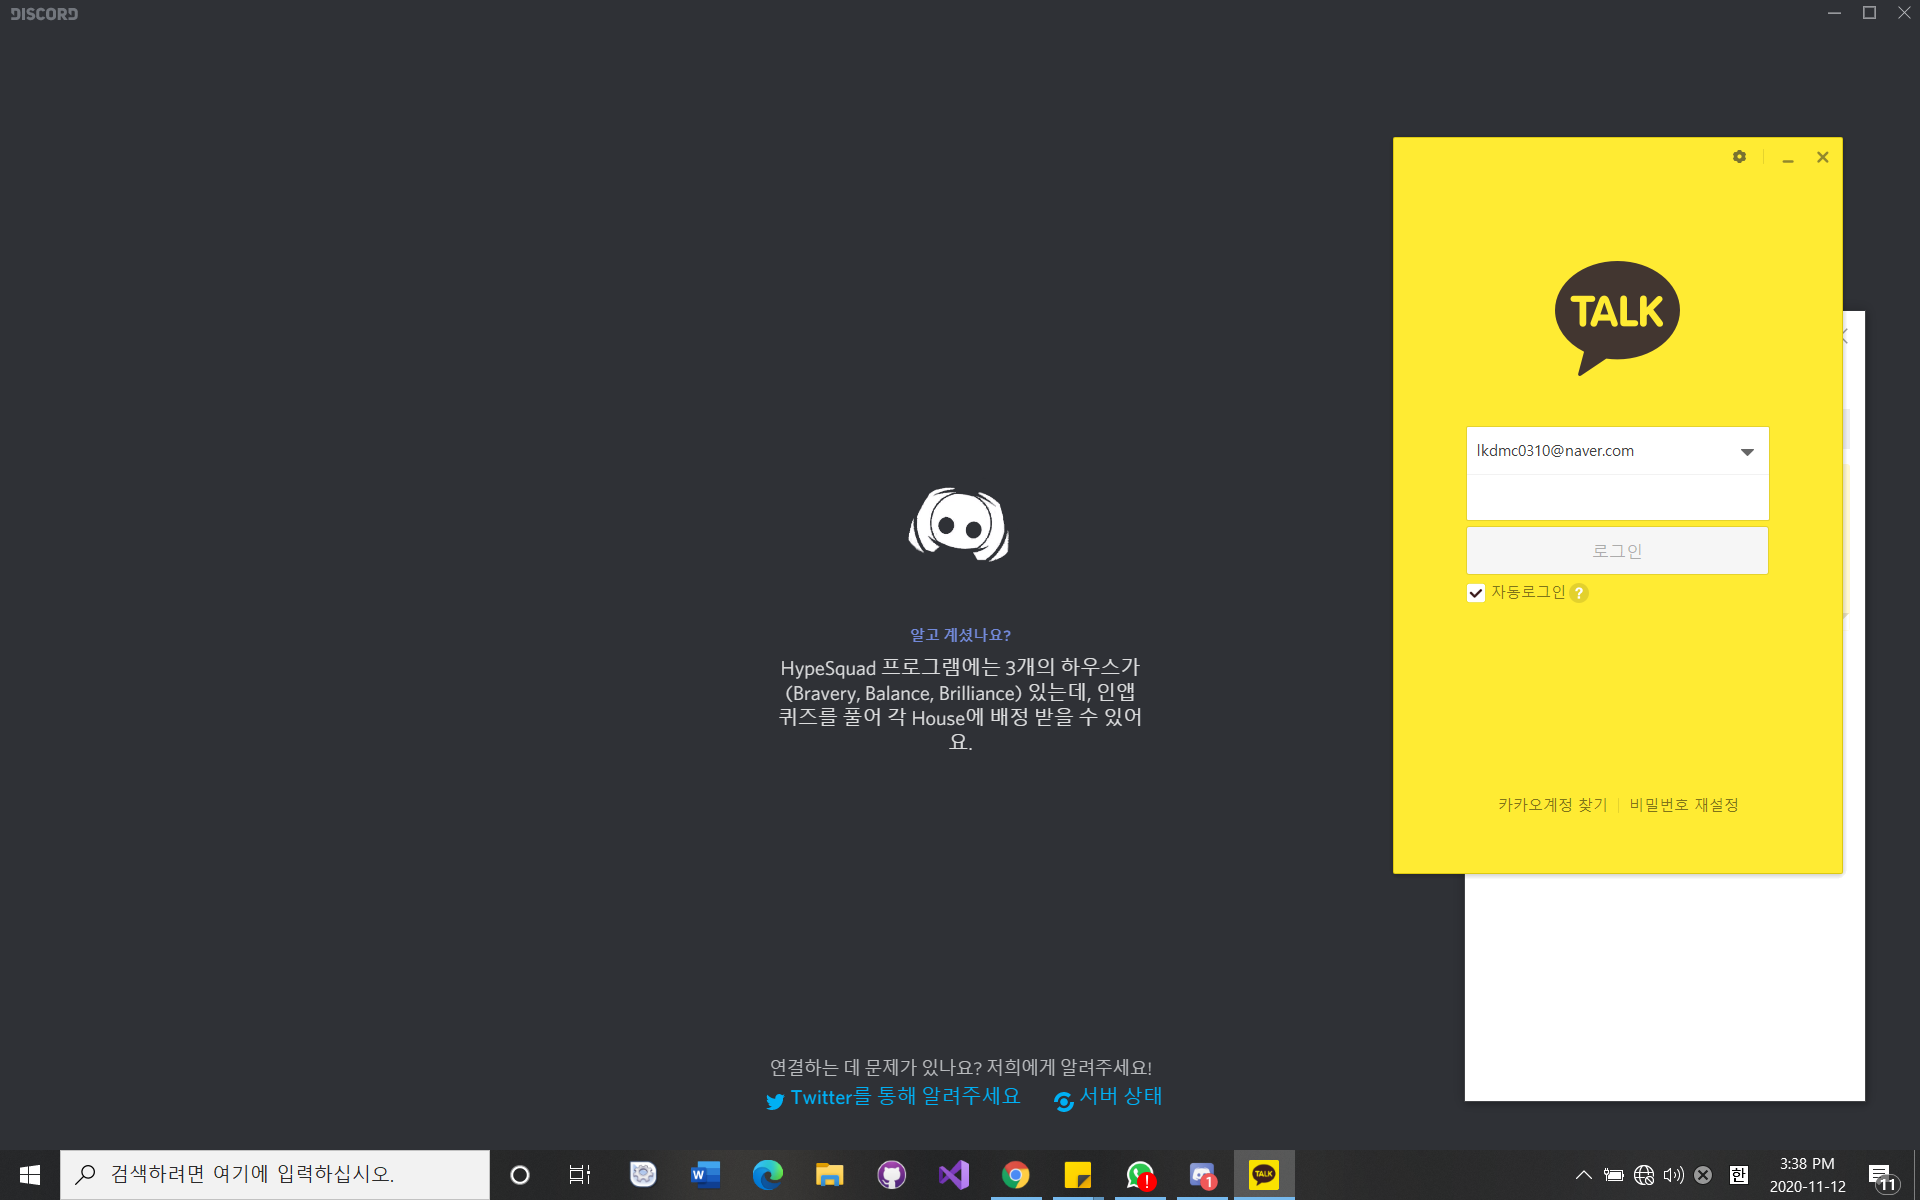 DISCORD
TALK
lkdmc0310@naver.com
로그인
자동로그인 ?
카카오계정 찾기 | 비밀번호 재설정
알고 계셨나요?
HypeSquad 프로그램에는 3개의 하우스가
(Bravery, Balance, Brilliance) 있는데, 인앱
퀴즈를 풀어 각 House에 배정 받을 수 있어
요.
연결하는 데 문제가 있나요? 저희에게 알려주세요!
Twitter를 통해 알려주세요 서버 상태
검색하려면 여기에 입력하십시오.
W
!
1
TALK
한
3:38 PM
2020-11-12
11